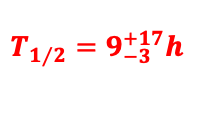 T₁/₂ = 9⁺¹⁷₋₃ h